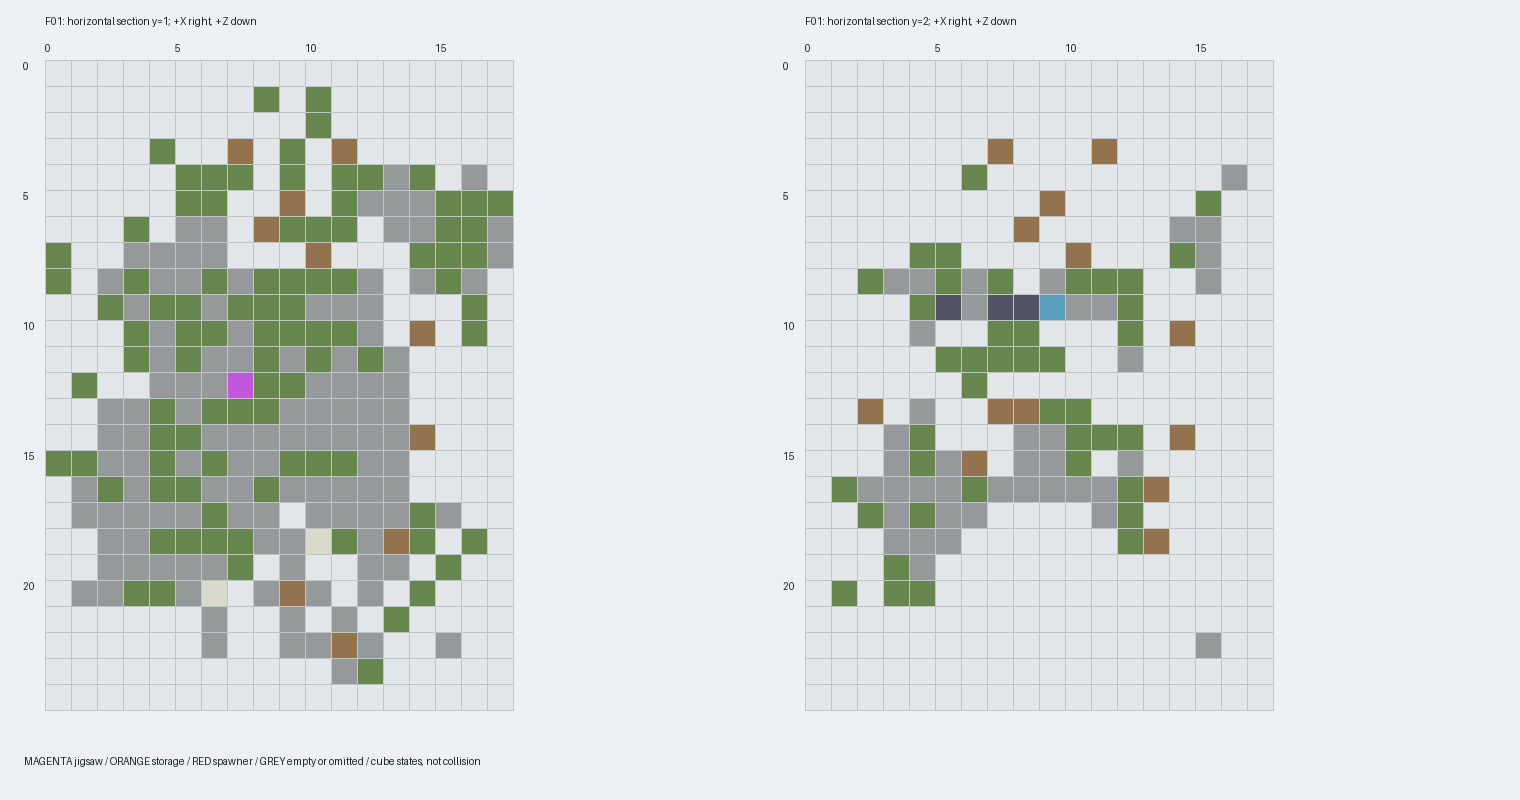 F01: horizontal section y=1; +X right, +Z down
F01: horizontal section y=2; +X right, +Z down
0 5 10 15
0 5 10 15
0
0
5
5
10
10
15
15
20
20
MAGENTA jigsaw / ORANGE storage / RED spawner / GREY empty or omitted / cube states, not collision